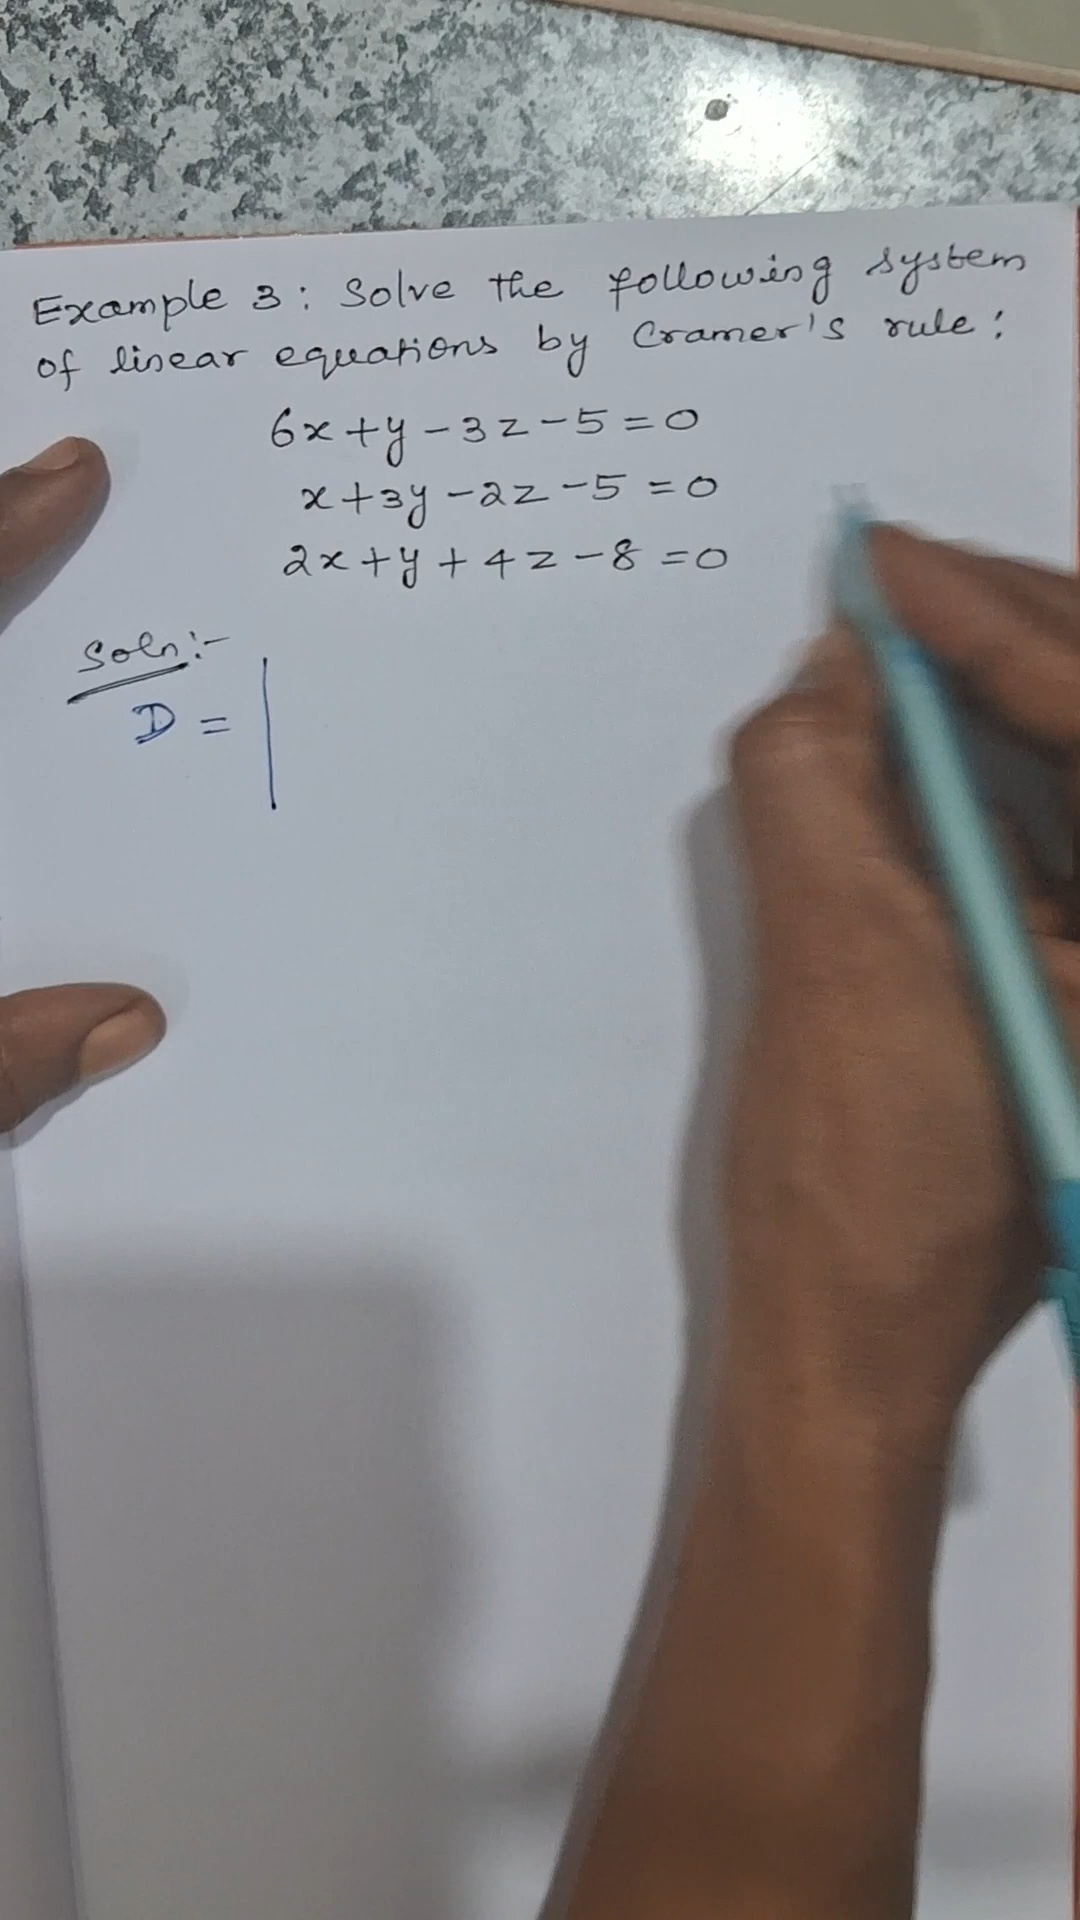 Example 3: Solve the following system
of linear equations by Cramer's rule:
6x+y-3z-5=0
x+3y-2z-5=0
2x+y+4z-8=0
Soln:-
D = |